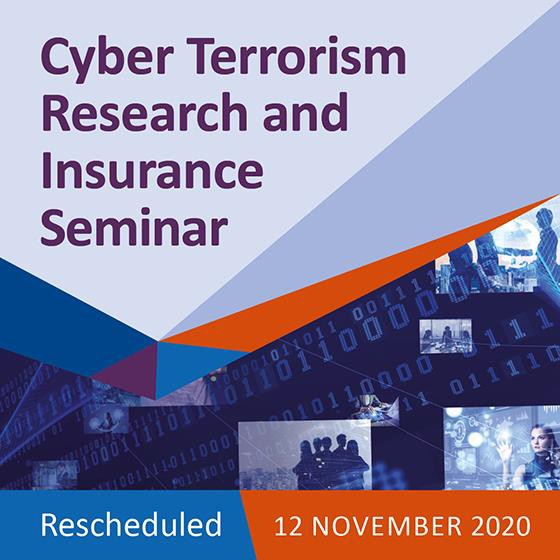 Cyber Terrorism
Research and
Insurance
Seminar
Rescheduled
12 NOVEMBER 2020